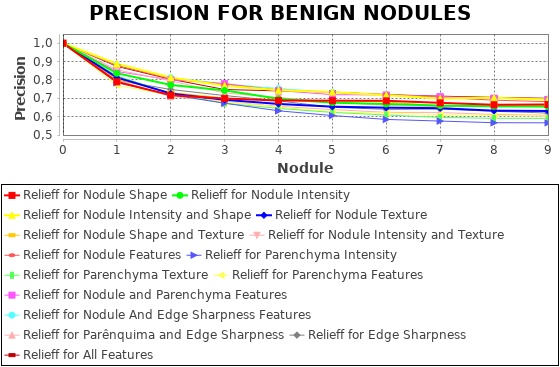 PRECISION FOR BENIGN NODULES
1,0
0,9
0,8
0,7
0,6
0,5
Precision
0 1 2 3 4 5 6 7 8 9
Nodule
Relieff for Nodule Shape Relieff for Nodule Intensity
Relieff for Nodule Intensity and Shape Relieff for Nodule Texture
Relieff for Nodule Shape and Texture Relieff for Nodule Intensity and Texture
Relieff for Nodule Features Relieff for Parenchyma Intensity
Relieff for Parenchyma Texture Relieff for Parenchyma Features
Relieff for Nodule and Parenchyma Features
Relieff for Nodule And Edge Sharpness Features
Relieff for Parênquima and Edge Sharpness Relieff for Edge Sharpness
Relieff for All Features